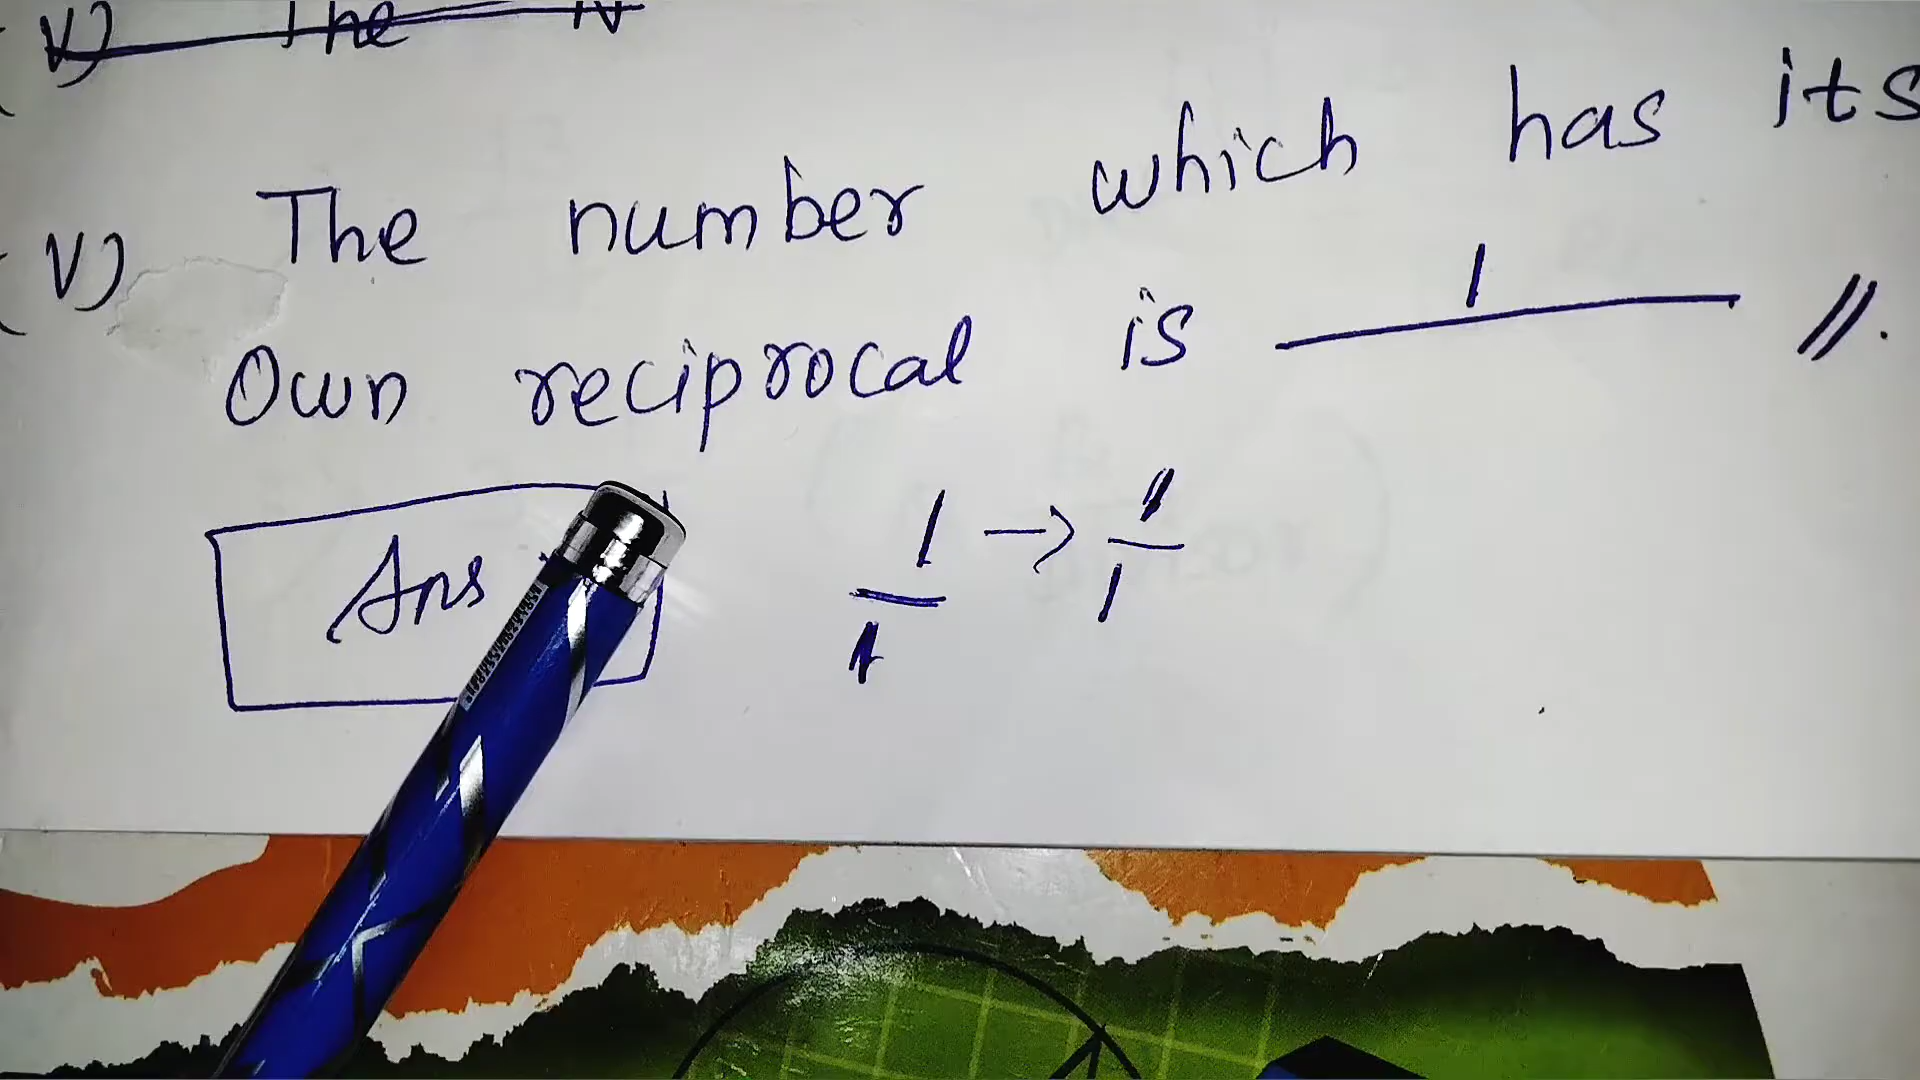 V) The N
V) The number which has its
Own reciprocal is 1 //.
Ans 1/1 → 1/1